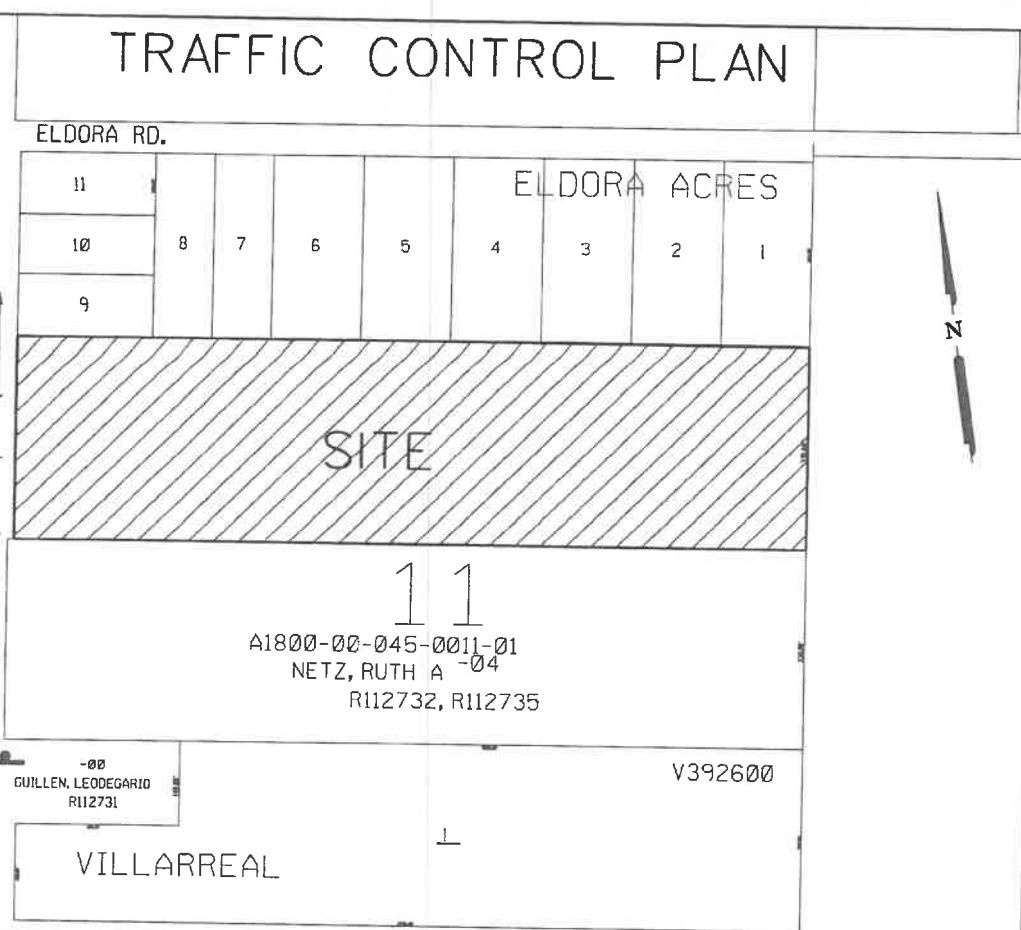 TRAFFIC CONTROL PLAN
ELDORA RD.
ELDORA ACRES
11
10
9
8
7
6
5
4
3
2
1
N
SITE
11
A1800-00-045-0011-01
NETZ, RUTH A -04
R112732, R112735
-00
GUILLEN, LEODEGARIO
R112731
V392600
1
VILLARREAL